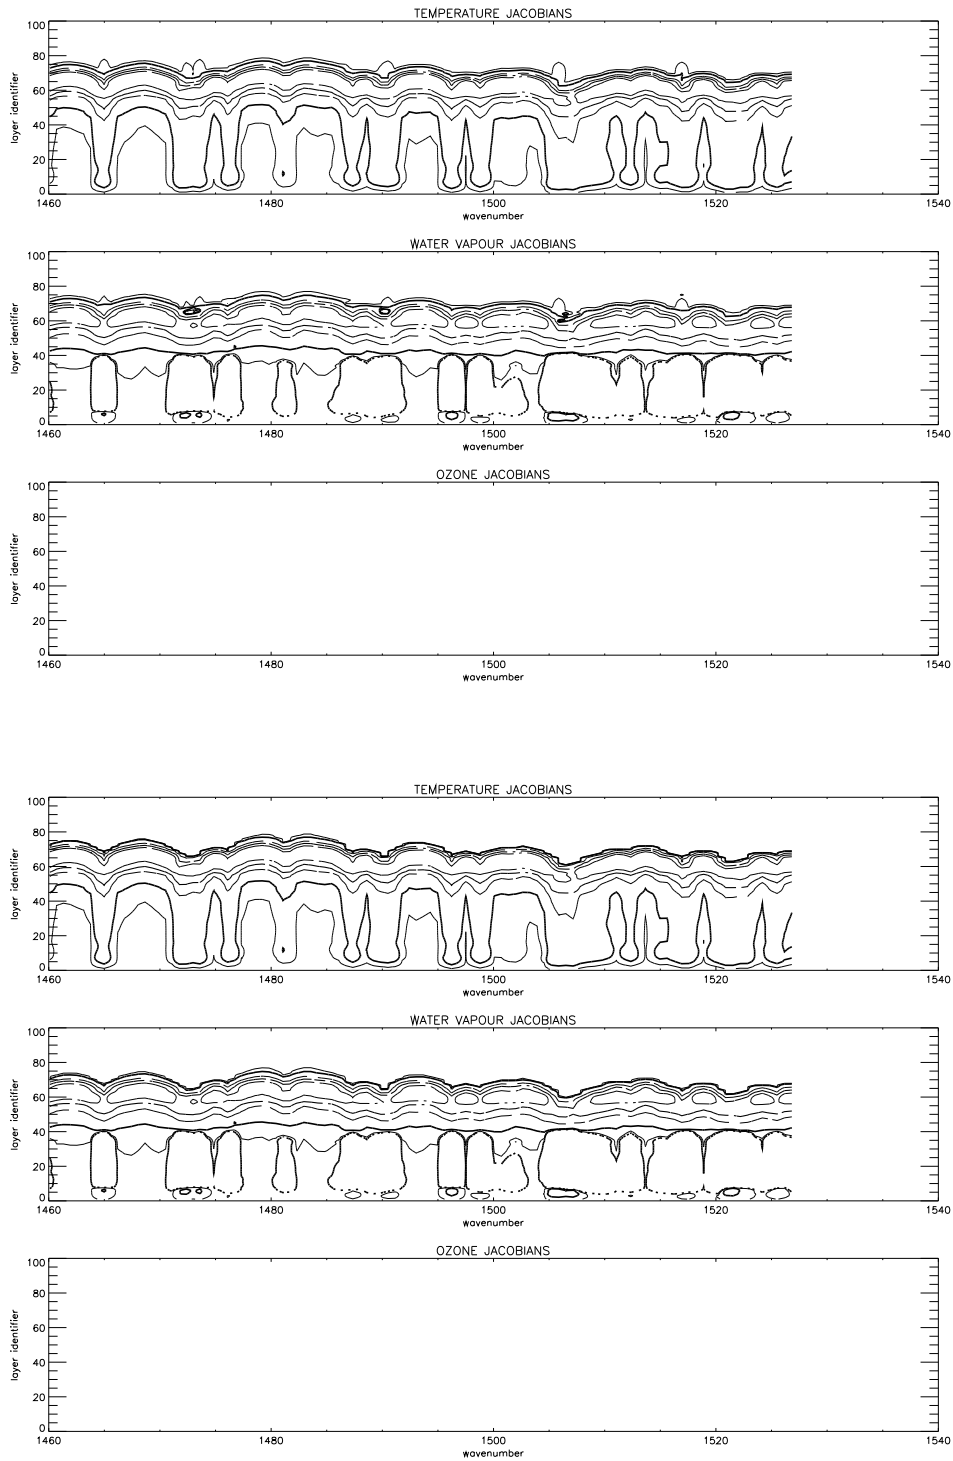 TEMPERATURE JACOBIANS
100
80
60
40
20
0
layer identifier
1460 1480 1500 1520 1540
wavenumber
WATER VAPOUR JACOBIANS
100
80
60
40
20
0
layer identifier
1460 1480 1500 1520 1540
wavenumber
OZONE JACOBIANS
100
80
60
40
20
0
layer identifier
1460 1480 1500 1520 1540
wavenumber
TEMPERATURE JACOBIANS
100
80
60
40
20
0
layer identifier
1460 1480 1500 1520 1540
wavenumber
WATER VAPOUR JACOBIANS
100
80
60
40
20
0
layer identifier
1460 1480 1500 1520 1540
wavenumber
OZONE JACOBIANS
100
80
60
40
20
0
layer identifier
1460 1480 1500 1520 1540
wavenumber